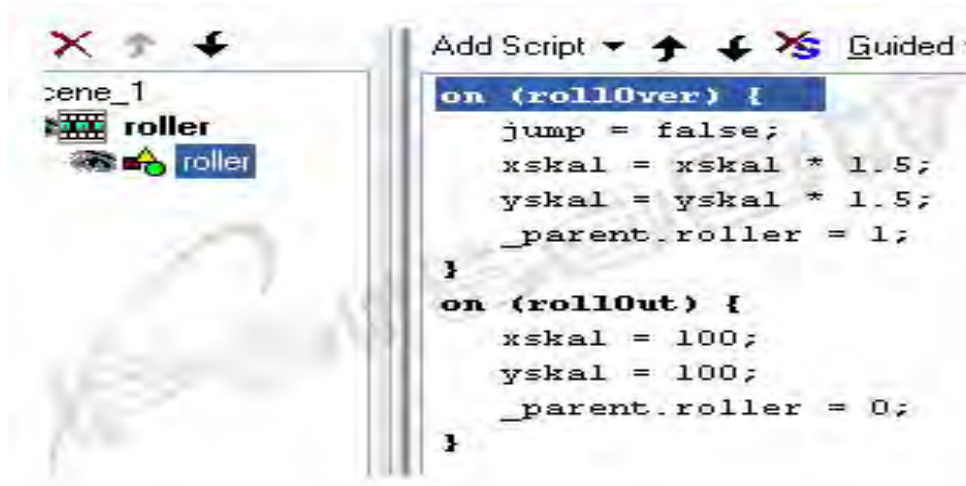 Add Script Guided
cene_1
roller
roller
on (rollOver) {
jump = false;
xskal = xskal * 1.5;
yskal = yskal * 1.5;
_parent.roller = 1;
}
on (rollOut) {
xskal = 100;
yskal = 100;
_parent.roller = 0;
}